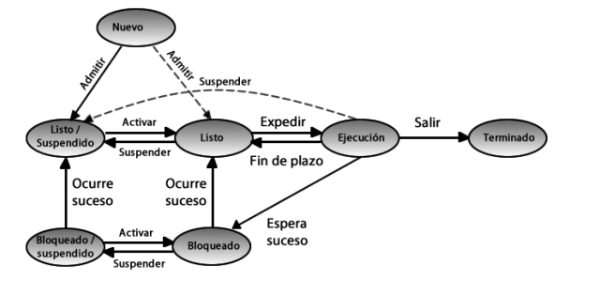 Nuevo
Admitir
Admitir
Suspender
Listo /
Suspendido
Activar
Suspender
Listo
Expedir
Fin de plazo
Ejecución
Salir
Terminado
Ocurre
suceso
Ocurre
suceso
Espera
suceso
Bloqueado /
suspendido
Activar
Suspender
Bloqueado